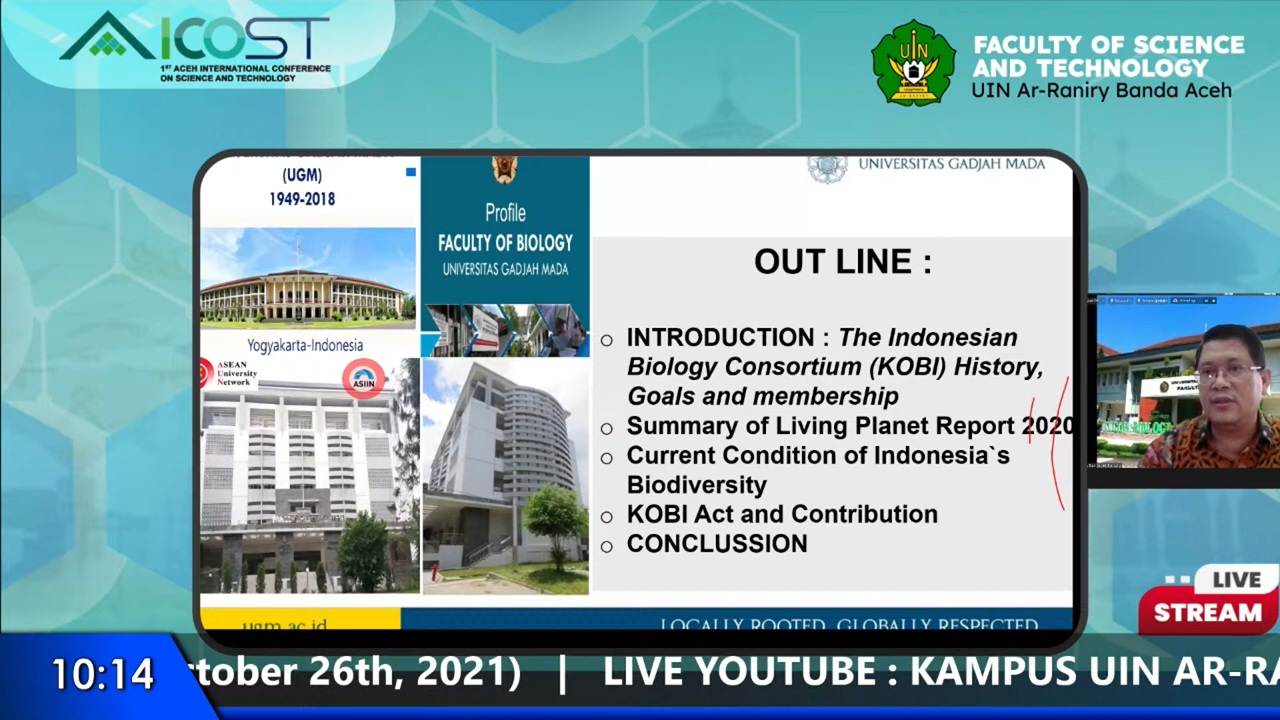 AICOST
1ST ACEH INTERNATIONAL CONFERENCE
ON SCIENCE AND TECHNOLOGY
UIN
FACULTY OF SCIENCE
AND TECHNOLOGY
UIN Ar-Raniry Banda Aceh
(UGM)
1949-2018
Yogyakarta-Indonesia
ASEAN
University
Network
ASIIN
Profile
FACULTY OF BIOLOGY
UNIVERSITAS GADJAH MADA
UNIVERSITAS GADJAH MADA
OUT LINE :
○ INTRODUCTION : The Indonesian
Biology Consortium (KOBI) History,
Goals and membership
○ Summary of Living Planet Report 2020
○ Current Condition of Indonesia`s
Biodiversity
○ KOBI Act and Contribution
○ CONCLUSSION
ugm.ac.id
LOCALLY ROOTED, GLOBALLY RESPECTED
LIVE
STREAM
10:14
ctober 26th, 2021) | LIVE YOUTUBE : KAMPUS UIN AR-RA